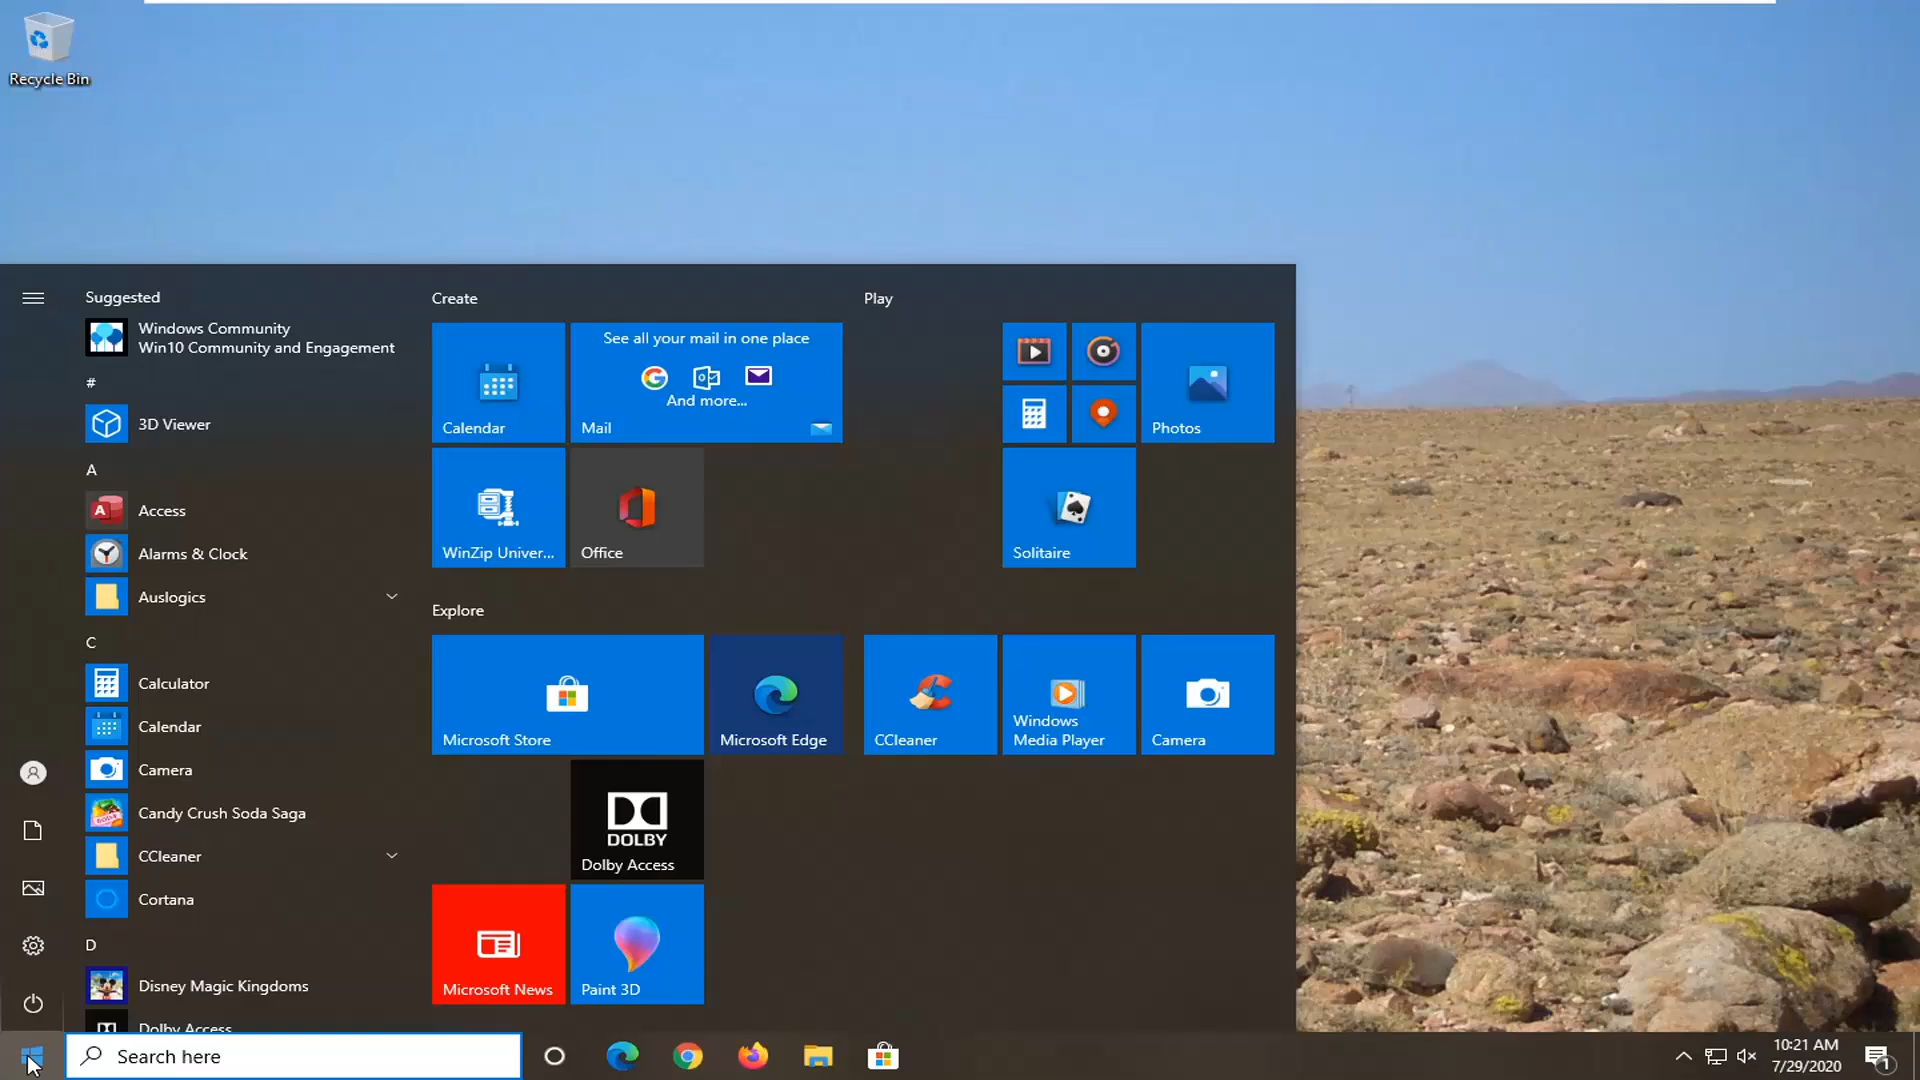 Recycle Bin
Suggested
Windows Community
Win10 Community and Engagement
#
3D Viewer
A
Access
Alarms & Clock
Auslogics
C
Calculator
Calendar
Camera
Candy Crush Soda Saga
CCleaner
Cortana
D
Disney Magic Kingdoms
Dolby Access
Create
See all your mail in one place
And more...
Calendar
Mail
WinZip Univer...
Office
Play
Photos
Solitaire
Explore
Microsoft Store
Microsoft Edge
CCleaner
Windows
Media Player
Camera
DOLBY
Dolby Access
Microsoft News
Paint 3D
Search here
10:21 AM
7/29/2020
1